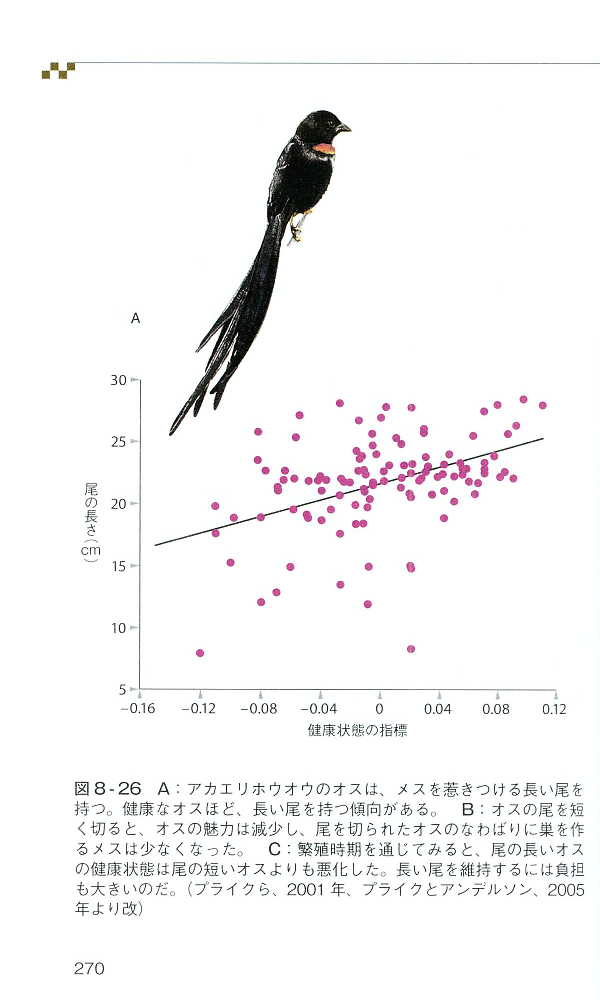 A
30
25
20
15
10
5
尾の長さ(cm)
−0.16 −0.12 −0.08 −0.04 0 0.04 0.08 0.12
健康状態の指標
図8-26 A：アカエリホウオウのオスは、メスを惹きつける長い尾を
持つ。健康なオスほど、長い尾を持つ傾向がある。 B：オスの尾を短
く切ると、オスの魅力は減少し、尾を切られたオスのなわばりに巣を作
るメスは少なくなった。 C：繁殖時期を通じてみると、尾の長いオス
の健康状態は尾の短いオスよりも悪化した。長い尾を維持するには負担
も大きいのだ。（プライクら、2001 年、プライクとアンデルソン、2005
年より改）
270